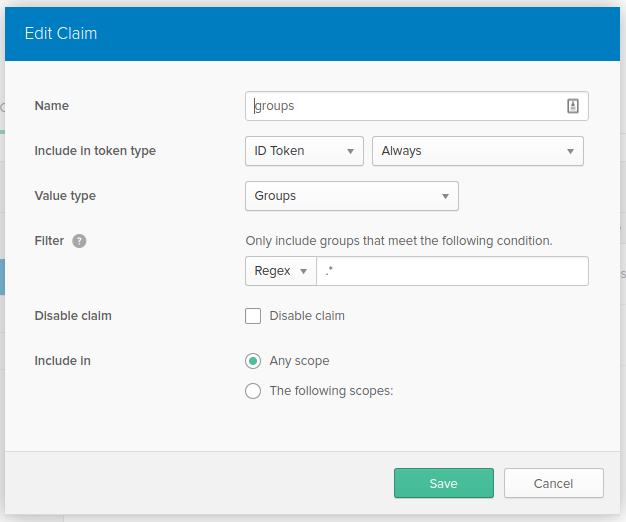 Edit Claim
Name groups
Include in token type ID Token Always
Value type Groups
Filter ? Only include groups that meet the following condition.
Regex .*
Disable claim Disable claim
Include in Any scope
The following scopes:
Save Cancel